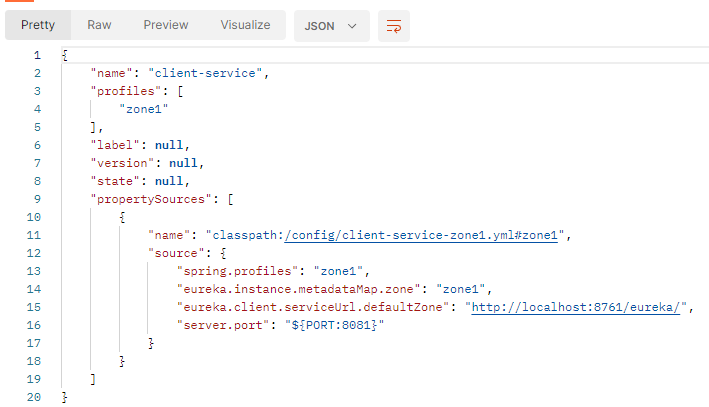 Pretty Raw Preview Visualize JSON
1 {
2 "name": "client-service",
3 "profiles": [
4 "zone1"
5 ],
6 "label": null,
7 "version": null,
8 "state": null,
9 "propertySources": [
10 {
11 "name": "classpath:/config/client-service-zone1.yml#zone1",
12 "source": {
13 "spring.profiles": "zone1",
14 "eureka.instance.metadataMap.zone": "zone1",
15 "eureka.client.serviceUrl.defaultZone": "http://localhost:8761/eureka/",
16 "server.port": "${PORT:8081}"
17 }
18 }
19 ]
20 }